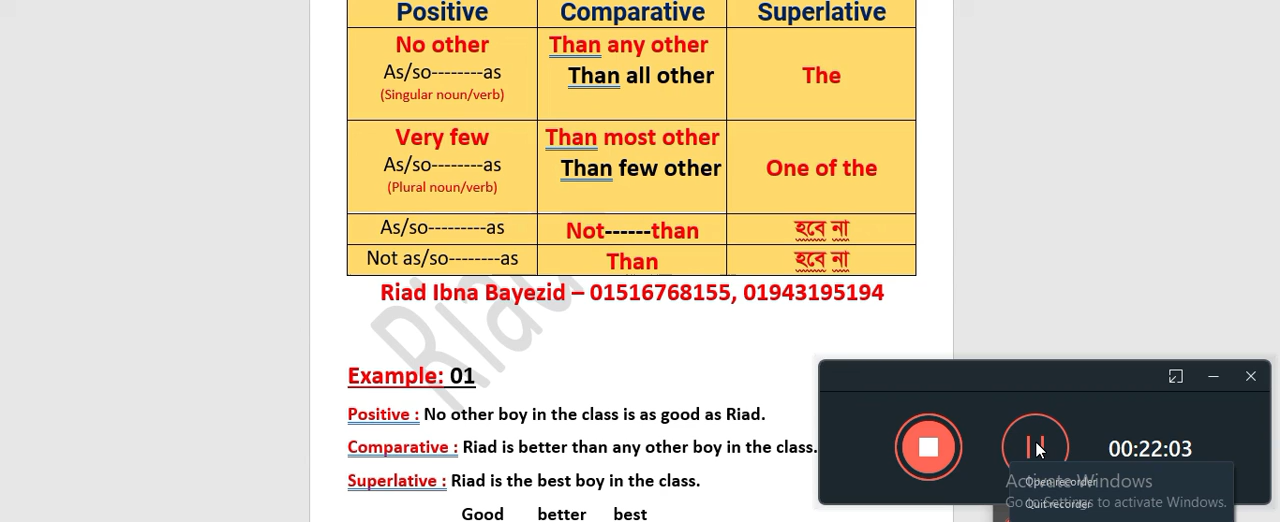 Positive Comparative Superlative
No other Than any other
As/so--------as Than all other The
(Singular noun/verb)
Very few Than most other
As/so--------as Than few other One of the
(Plural noun/verb)
As/so---------as Not------than হবে না
Not as/so--------as Than হবে না
Riad Ibna Bayezid – 01516768155, 01943195194
Riad
Example: 01
Positive : No other boy in the class is as good as Riad.
Comparative : Riad is better than any other boy in the class.
Superlative : Riad is the best boy in the class.
Good better best
00:22:03
Activate Windows
Open recorder
Go to Settings to activate Windows.
Quit recorder